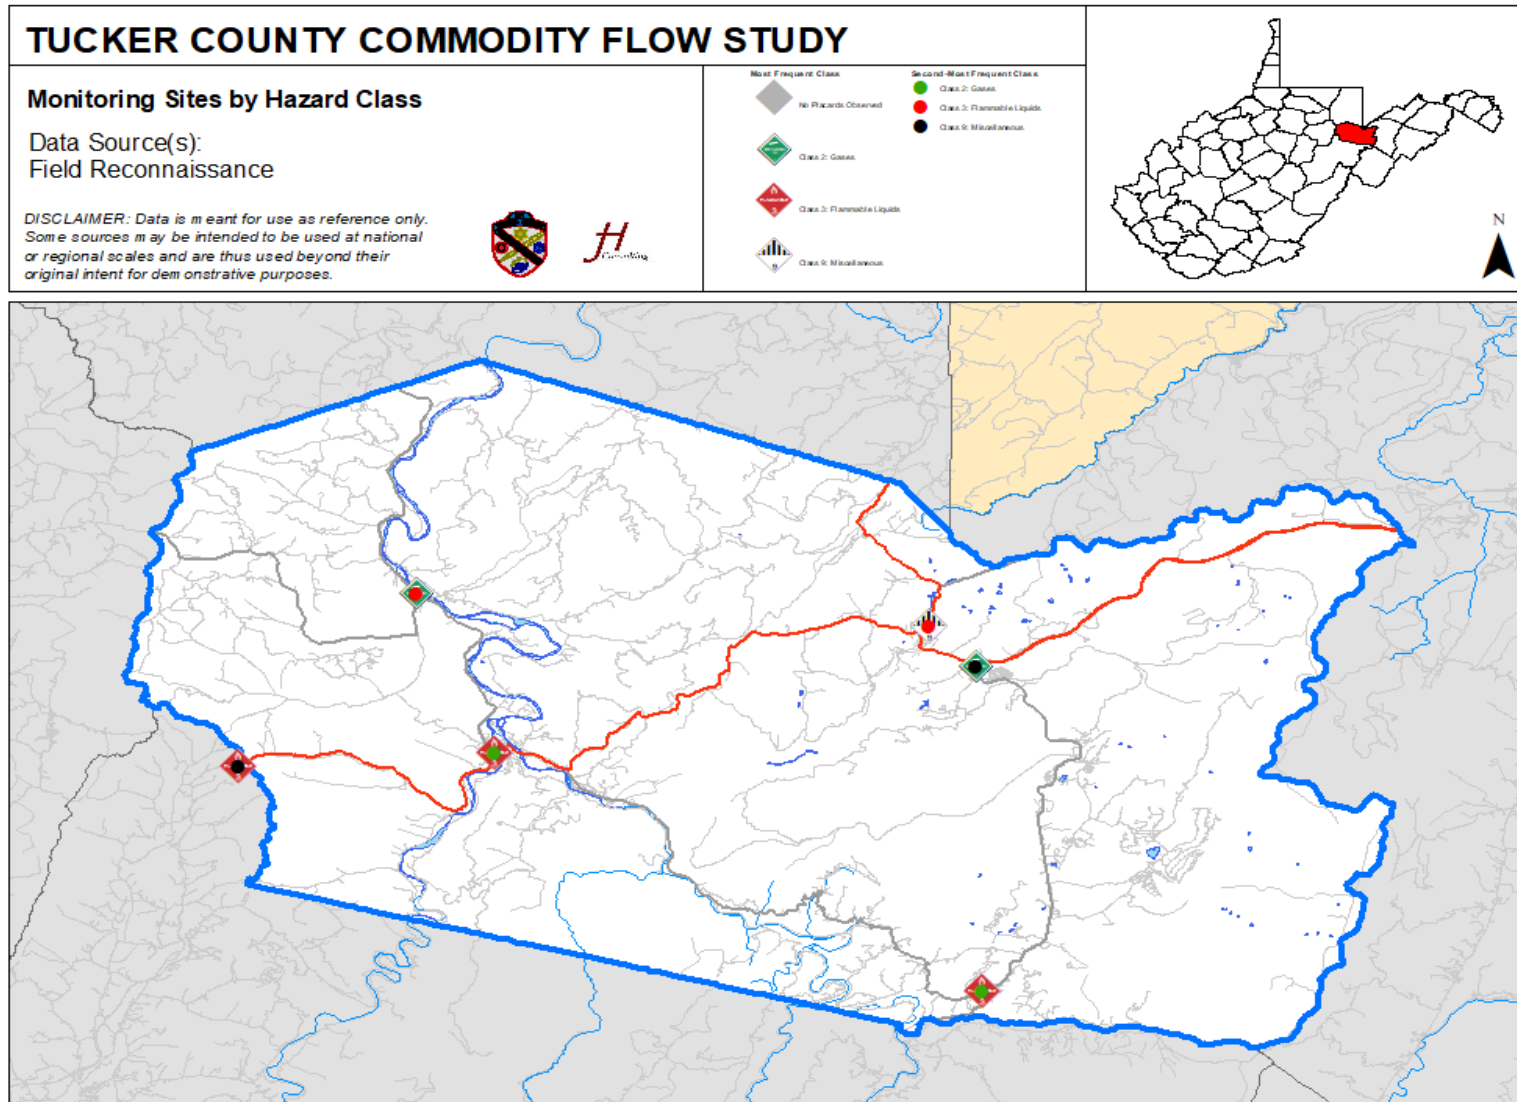 TUCKER COUNTY COMMODITY FLOW STUDY
Monitoring Sites by Hazard Class
Data Source(s):
Field Reconnaissance
DISCLAIMER: Data is meant for use as reference only.
Some sources may be intended to be used at national
or regional scales and are thus used beyond their
original intent for demonstrative purposes.
JH
Consulting
Most Frequent Class
No Placards Observed
Class 2: Gases
Class 3: Flammable Liquids
Class 9: Miscellaneous
Second-Most Frequent Class
Class 2: Gases
Class 3: Flammable Liquids
Class 9: Miscellaneous
N